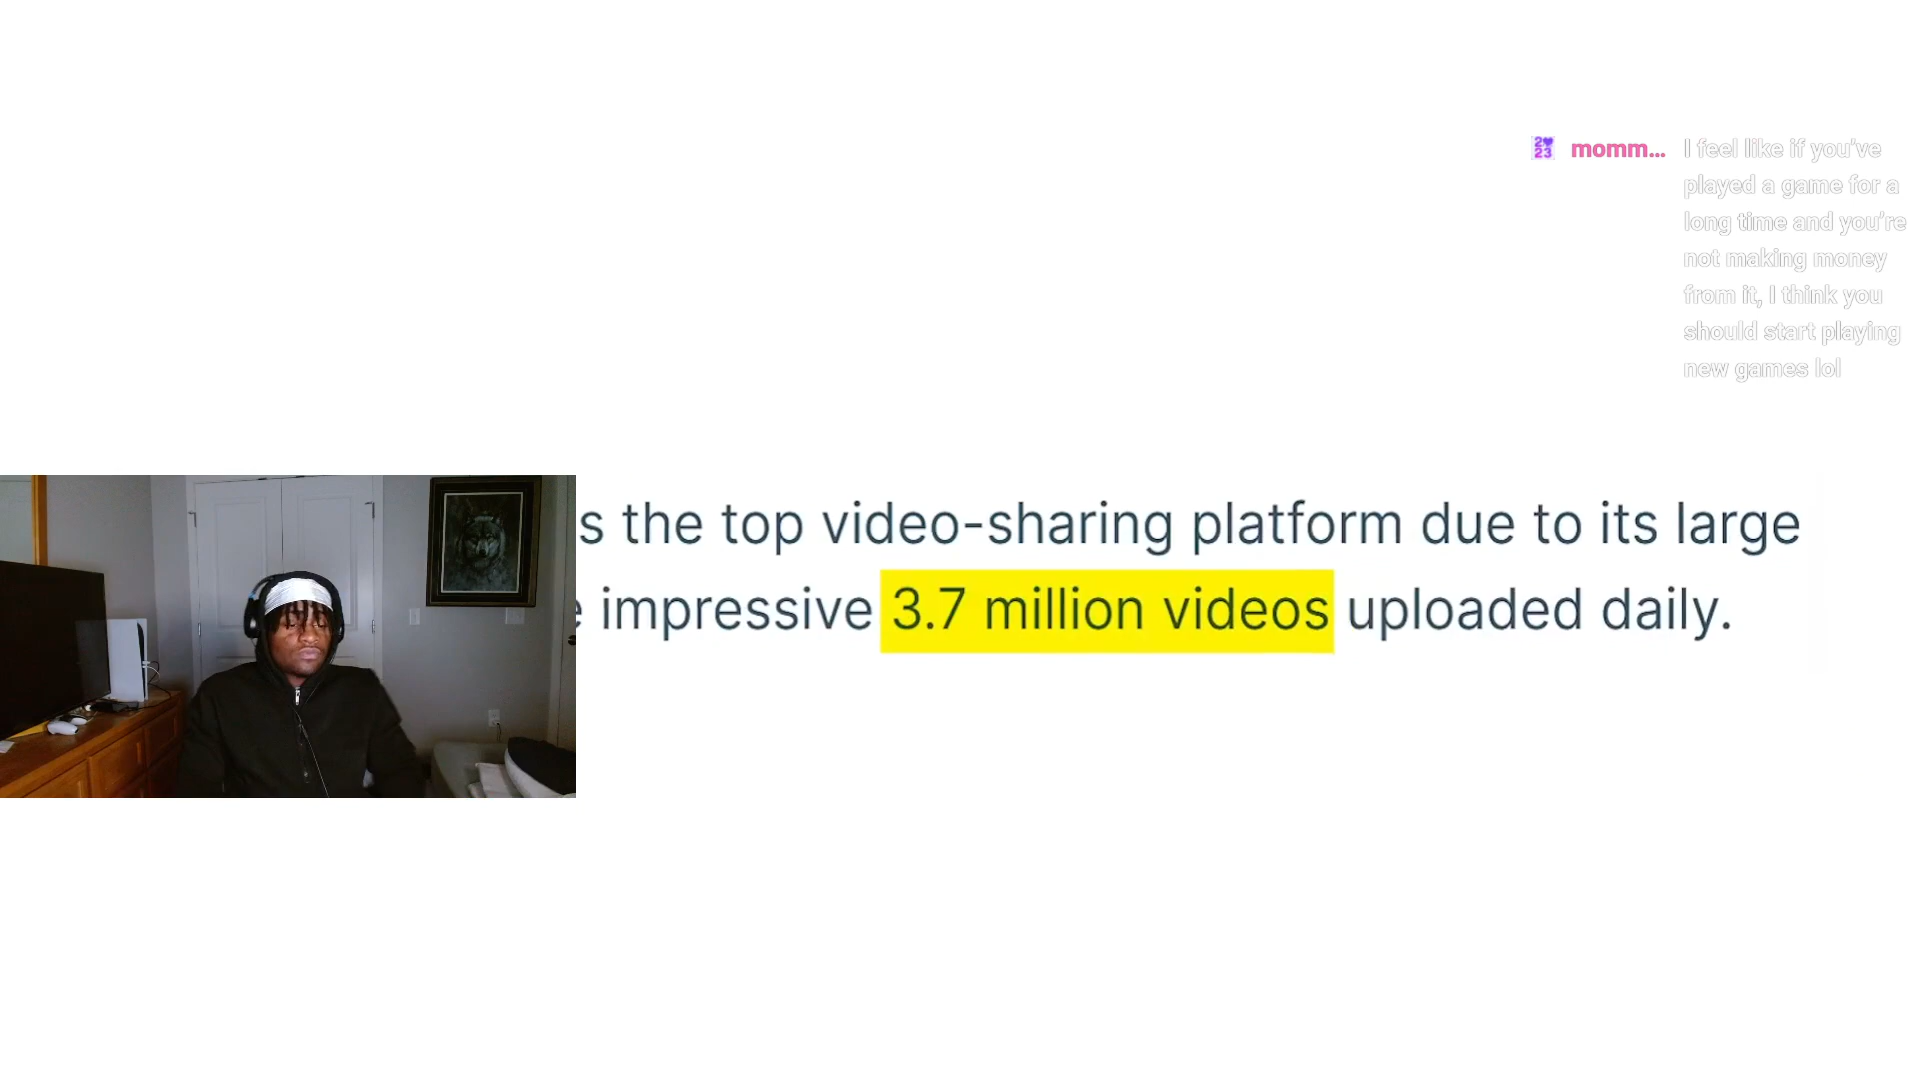 momm... I feel like if you've
played a game for a
long time and you're
not making money
from it, I think you
should start playing
new games lol
s the top video-sharing platform due to its large
impressive 3.7 million videos uploaded daily.